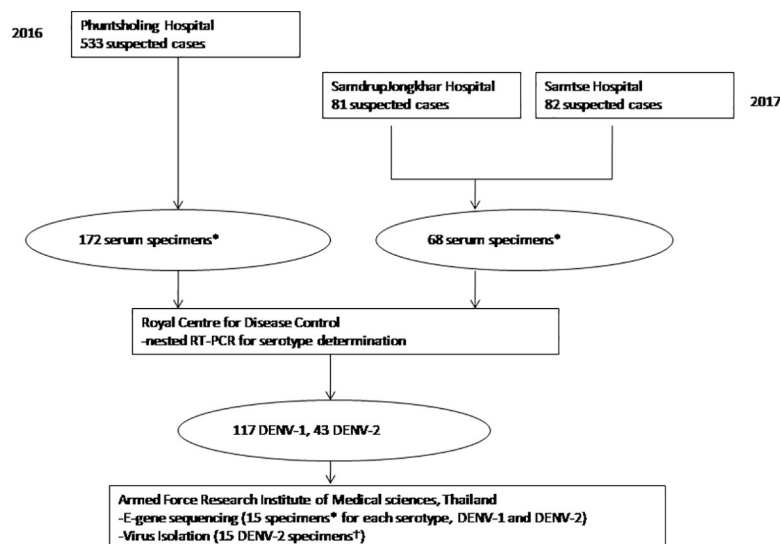 2016
Phuntsholing Hospital
533 suspected cases
SamdrupJongkhar Hospital
81 suspected cases
Samtse Hospital
82 suspected cases
2017
172 serum specimens*
68 serum specimens*
Royal Centre for Disease Control
-nested RT-PCR for serotype determination
117 DENV-1, 43 DENV-2
Armed Force Research Institute of Medical sciences, Thailand
-E-gene sequencing (15 specimens* for each serotype, DENV-1 and DENV-2)
-Virus Isolation (15 DENV-2 specimens†)